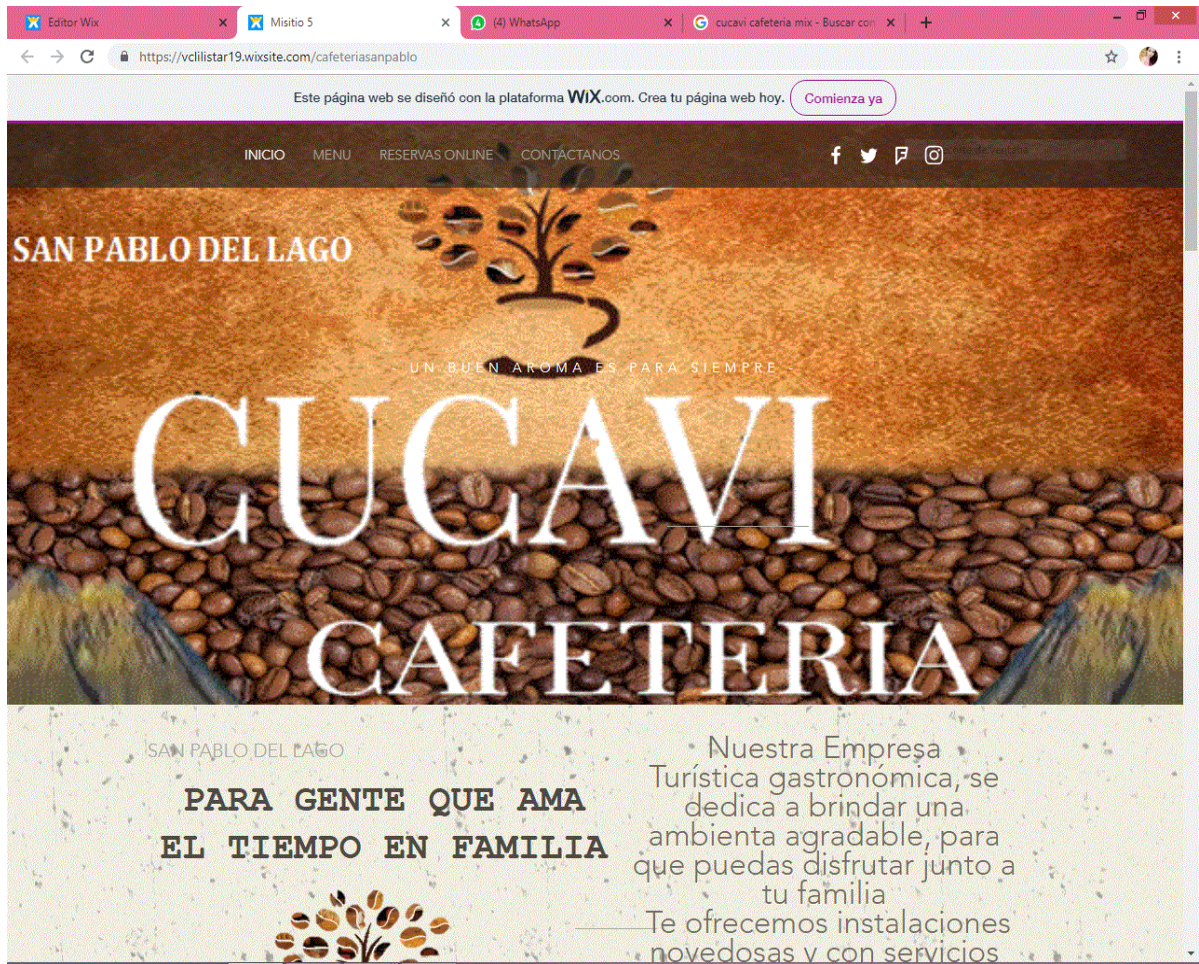 Editor Wix
Misitio 5
(4) WhatsApp
cucavi cafeteria mix - Buscar con
https://vclilistar19.wixsite.com/cafeteriasanpablo
Este página web se diseñó con la plataforma WiX.com. Crea tu página web hoy. Comienza ya
INICIO MENU RESERVAS ONLINE CONTÁCTANOS
SAN PABLO DEL LAGO
UN BUEN AROMA ES PARA SIEMPRE
CUCAVI
CAFETERIA
SAN PABLO DEL LAGO
PARA GENTE QUE AMA
EL TIEMPO EN FAMILIA
Nuestra Empresa
Turística gastronómica, se
dedica a brindar una
ambienta agradable, para
que puedas disfrutar junto a
tu familia
Te ofrecemos instalaciones
novedosas y con servicios